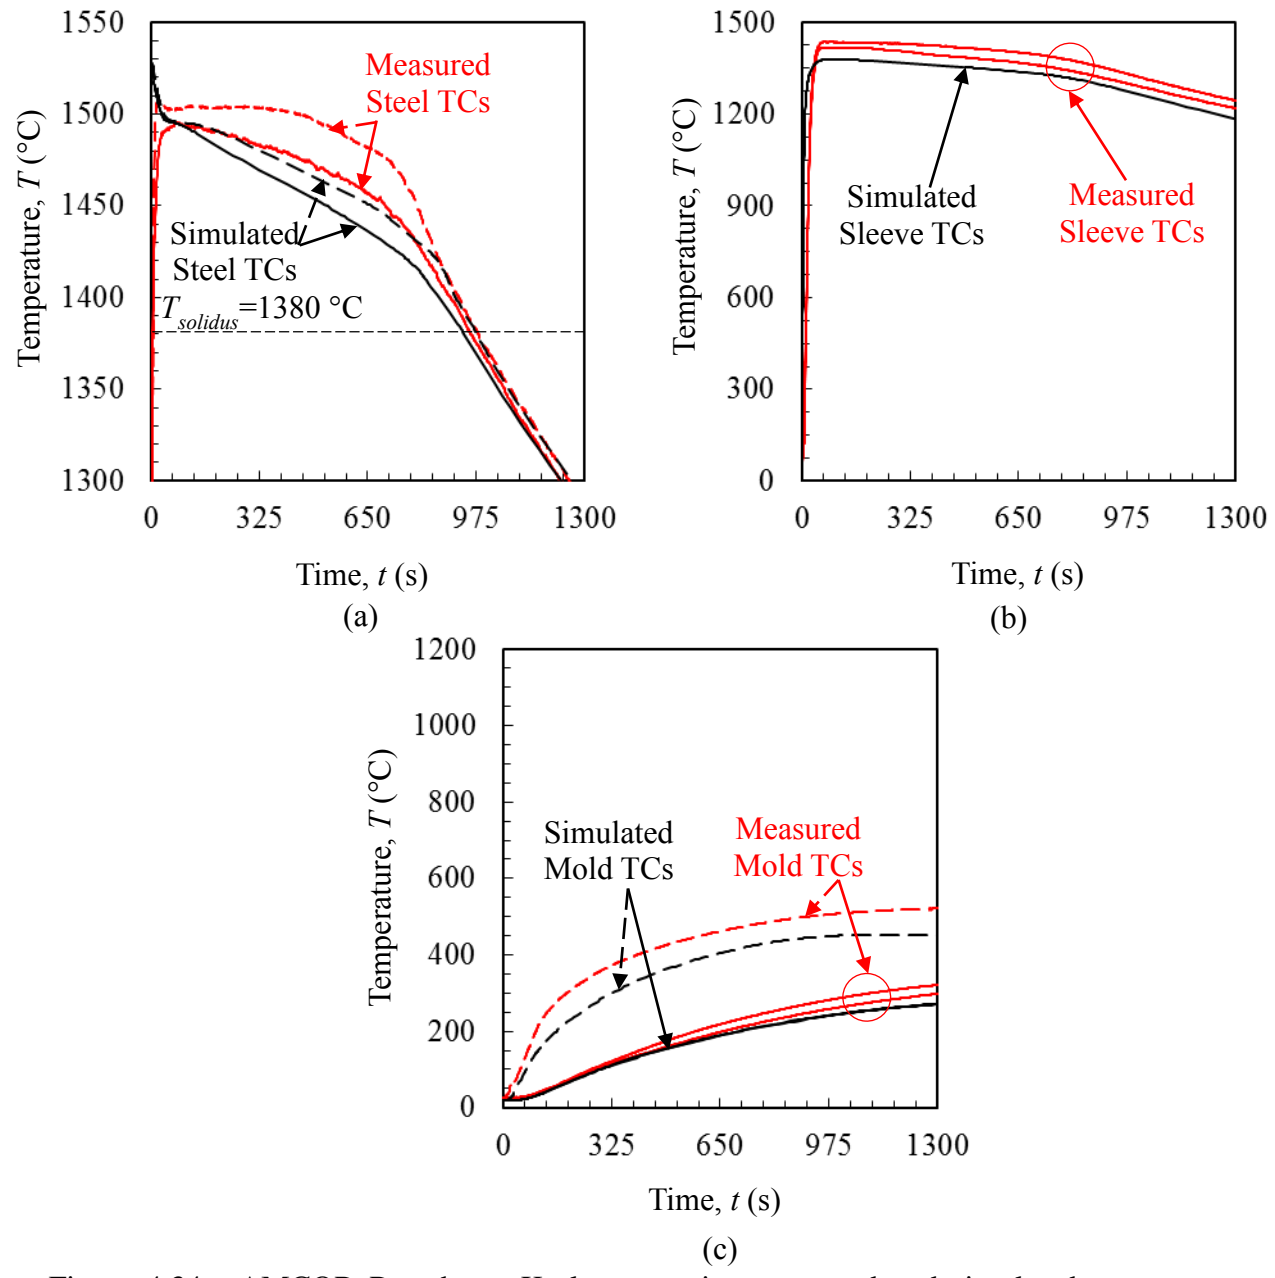 1550
1500
1450
1400
1350
1300
Temperature, T (°C)
Measured
Steel TCs
Simulated
Steel TCs
Tsolidus=1380 °C
0 325 650 975 1300
Time, t (s)
(a)
1500
1200
900
600
300
0
Temperature, T (°C)
Simulated
Sleeve TCs
Measured
Sleeve TCs
0 325 650 975 1300
Time, t (s)
(b)
1200
1000
800
600
400
200
0
Temperature, T (°C)
Simulated
Mold TCs
Measured
Mold TCs
0 325 650 975 1300
Time, t (s)
(c)